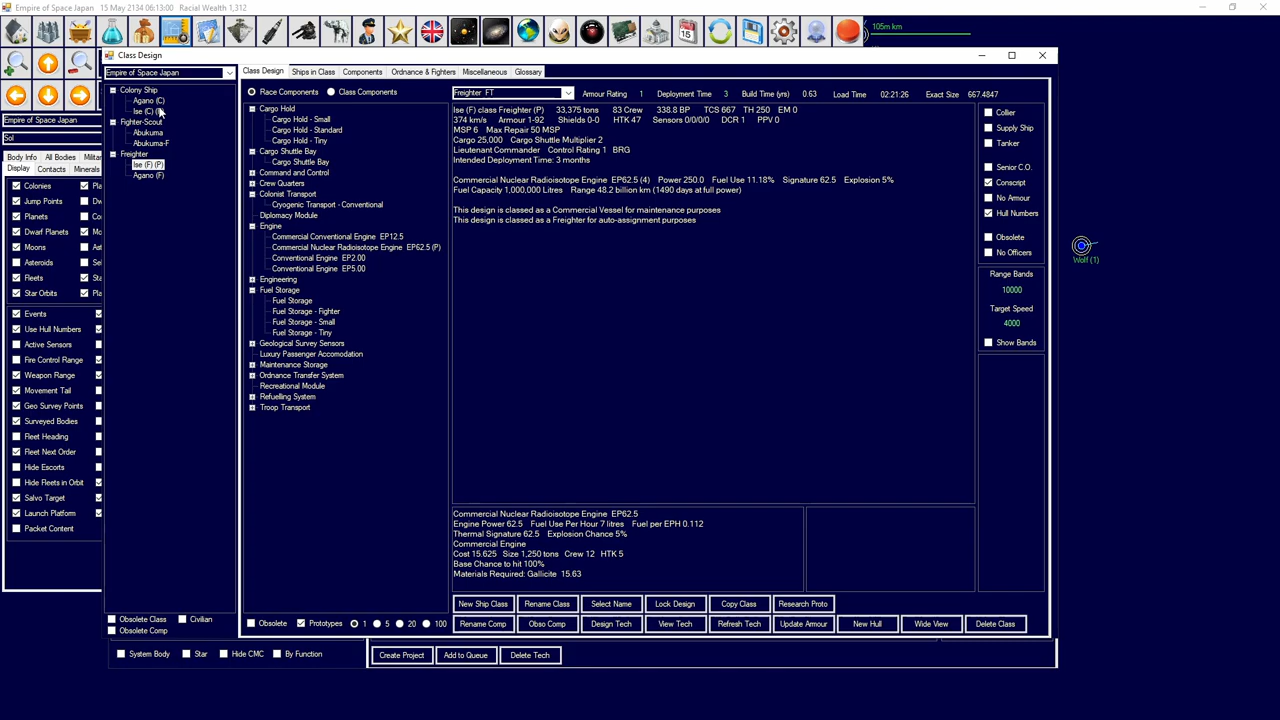 Empire of Space Japan   15 May 2134 06:13:00   Racial Wealth 1,312
105m km
Class Design
Empire of Space Japan
Class Design
Ships in Class
Components
Ordnance & Fighters
Miscellaneous
Glossary
Race Components
Class Components
Freighter FT
Armour Rating 1
Deployment Time 3
Build Time (yrs) 0.63
Load Time 02:21:26
Exact Size 667.4847
Colony Ship
Agano (C)
Ise (C)
Fighter-Scout
Abukuma
Abukuma-F
Freighter
Ise (F) (P)
Agano (F)
Empire of Space Japan
Sol
Body Info
All Bodies
Militar
Display
Contacts
Minerals
Colonies
Jump Points
Planets
Dwarf Planets
Moons
Asteroids
Fleets
Star Orbits
Pla
Dw
Co
Co
Ast
Sel
Sta
Pla
Events
Use Hull Numbers
Active Sensors
Fire Control Range
Weapon Range
Movement Tail
Geo Survey Points
Surveyed Bodies
Fleet Heading
Fleet Next Order
Hide Escorts
Hide Fleets in Orbit
Salvo Target
Launch Platform
Packet Content
Cargo Hold
Cargo Hold - Small
Cargo Hold - Standard
Cargo Hold - Tiny
Cargo Shuttle Bay
Cargo Shuttle Bay
Command and Control
Crew Quarters
Colonist Transport
Cryogenic Transport - Conventional
Diplomacy Module
Engine
Commercial Conventional Engine EP12.5
Commercial Nuclear Radioisotope Engine EP62.5 (P)
Conventional Engine EP2.00
Conventional Engine EP5.00
Engineering
Fuel Storage
Fuel Storage
Fuel Storage - Fighter
Fuel Storage - Small
Fuel Storage - Tiny
Geological Survey Sensors
Luxury Passenger Accomodation
Maintenance Storage
Ordnance Transfer System
Recreational Module
Refuelling System
Troop Transport
Ise (F) class Freighter (P)   33,375 tons   83 Crew   338.8 BP   TCS 667   TH 250   EM 0
374 km/s   Armour 1-92   Shields 0-0   HTK 47   Sensors 0/0/0/0   DCR 1   PPV 0
MSP 6   Max Repair 50 MSP
Cargo 25,000   Cargo Shuttle Multiplier 2
Lieutenant Commander   Control Rating 1   BRG
Intended Deployment Time: 3 months
Commercial Nuclear Radioisotope Engine EP62.5 (4)   Power 250.0   Fuel Use 11.18%   Signature 62.5   Explosion 5%
Fuel Capacity 1,000,000 Litres   Range 48.2 billion km (1490 days at full power)
This design is classed as a Commercial Vessel for maintenance purposes
This design is classed as a Freighter for auto-assignment purposes
Collier
Supply Ship
Tanker
Senior C.O.
Conscript
No Armour
Hull Numbers
Obsolete
No Officers
Range Bands
10000
Target Speed
4000
Show Bands
Wolf (1)
Commercial Nuclear Radioisotope Engine EP62.5
Engine Power 62.5   Fuel Use Per Hour 7 litres   Fuel per EPH 0.112
Thermal Signature 62.5   Explosion Chance 5%
Commercial Engine
Cost 15.625   Size 1,250 tons   Crew 12   HTK 5
Base Chance to hit 100%
Materials Required: Gallicite 15.63
New Ship Class
Rename Class
Select Name
Lock Design
Copy Class
Research Proto
Rename Comp
Obso Comp
Design Tech
View Tech
Refresh Tech
Update Armour
New Hull
Wide View
Delete Class
Obsolete Class
Civilian
Obsolete Comp
Obsolete
Prototypes
1
5
20
100
System Body
Star
Hide CMC
By Function
Create Project
Add to Queue
Delete Tech